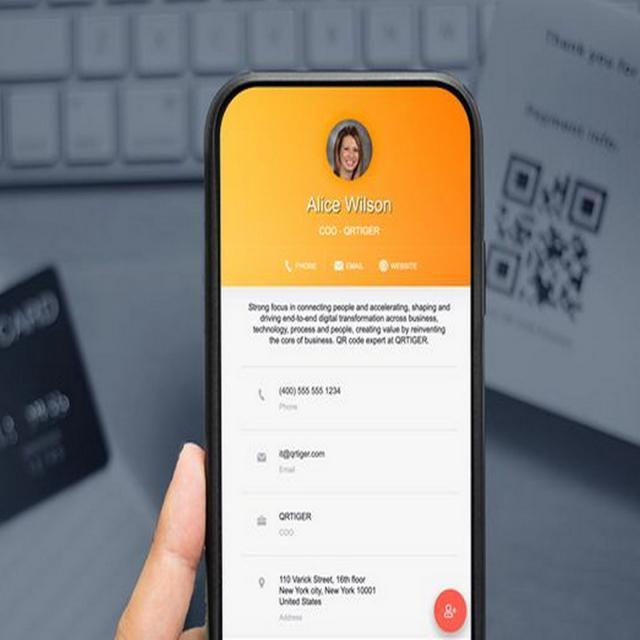 Thank you for
Payment info.
CARD
Alice Wilson
COO - QRTIGER
PHONE EMAIL WEBSITE
Strong focus in connecting people and accelerating, shaping and
driving end-to-end digital transformation across business,
technology, process and people, creating value by reinventing
the core of business. QR code expert at QRTIGER.
(400) 555 555 1234
Phone
it@qrtiger.com
Email
QRTIGER
COO
110 Varick Street, 16th floor
New York city, New York 10001
United States
Address